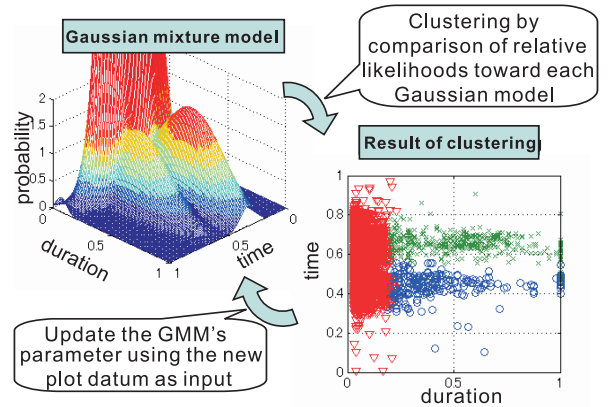 Gaussian mixture model
Clustering by
comparison of relative
likelihoods toward each
Gaussian model
probability
2
1.5
1
0.5
0
0
0.5
1
duration
0
0.5
1
time
Result of clustering
time
1
0.8
0.6
0.4
0.2
0
0
0.5
1
duration
Update the GMM's
parameter using the new
plot datum as input